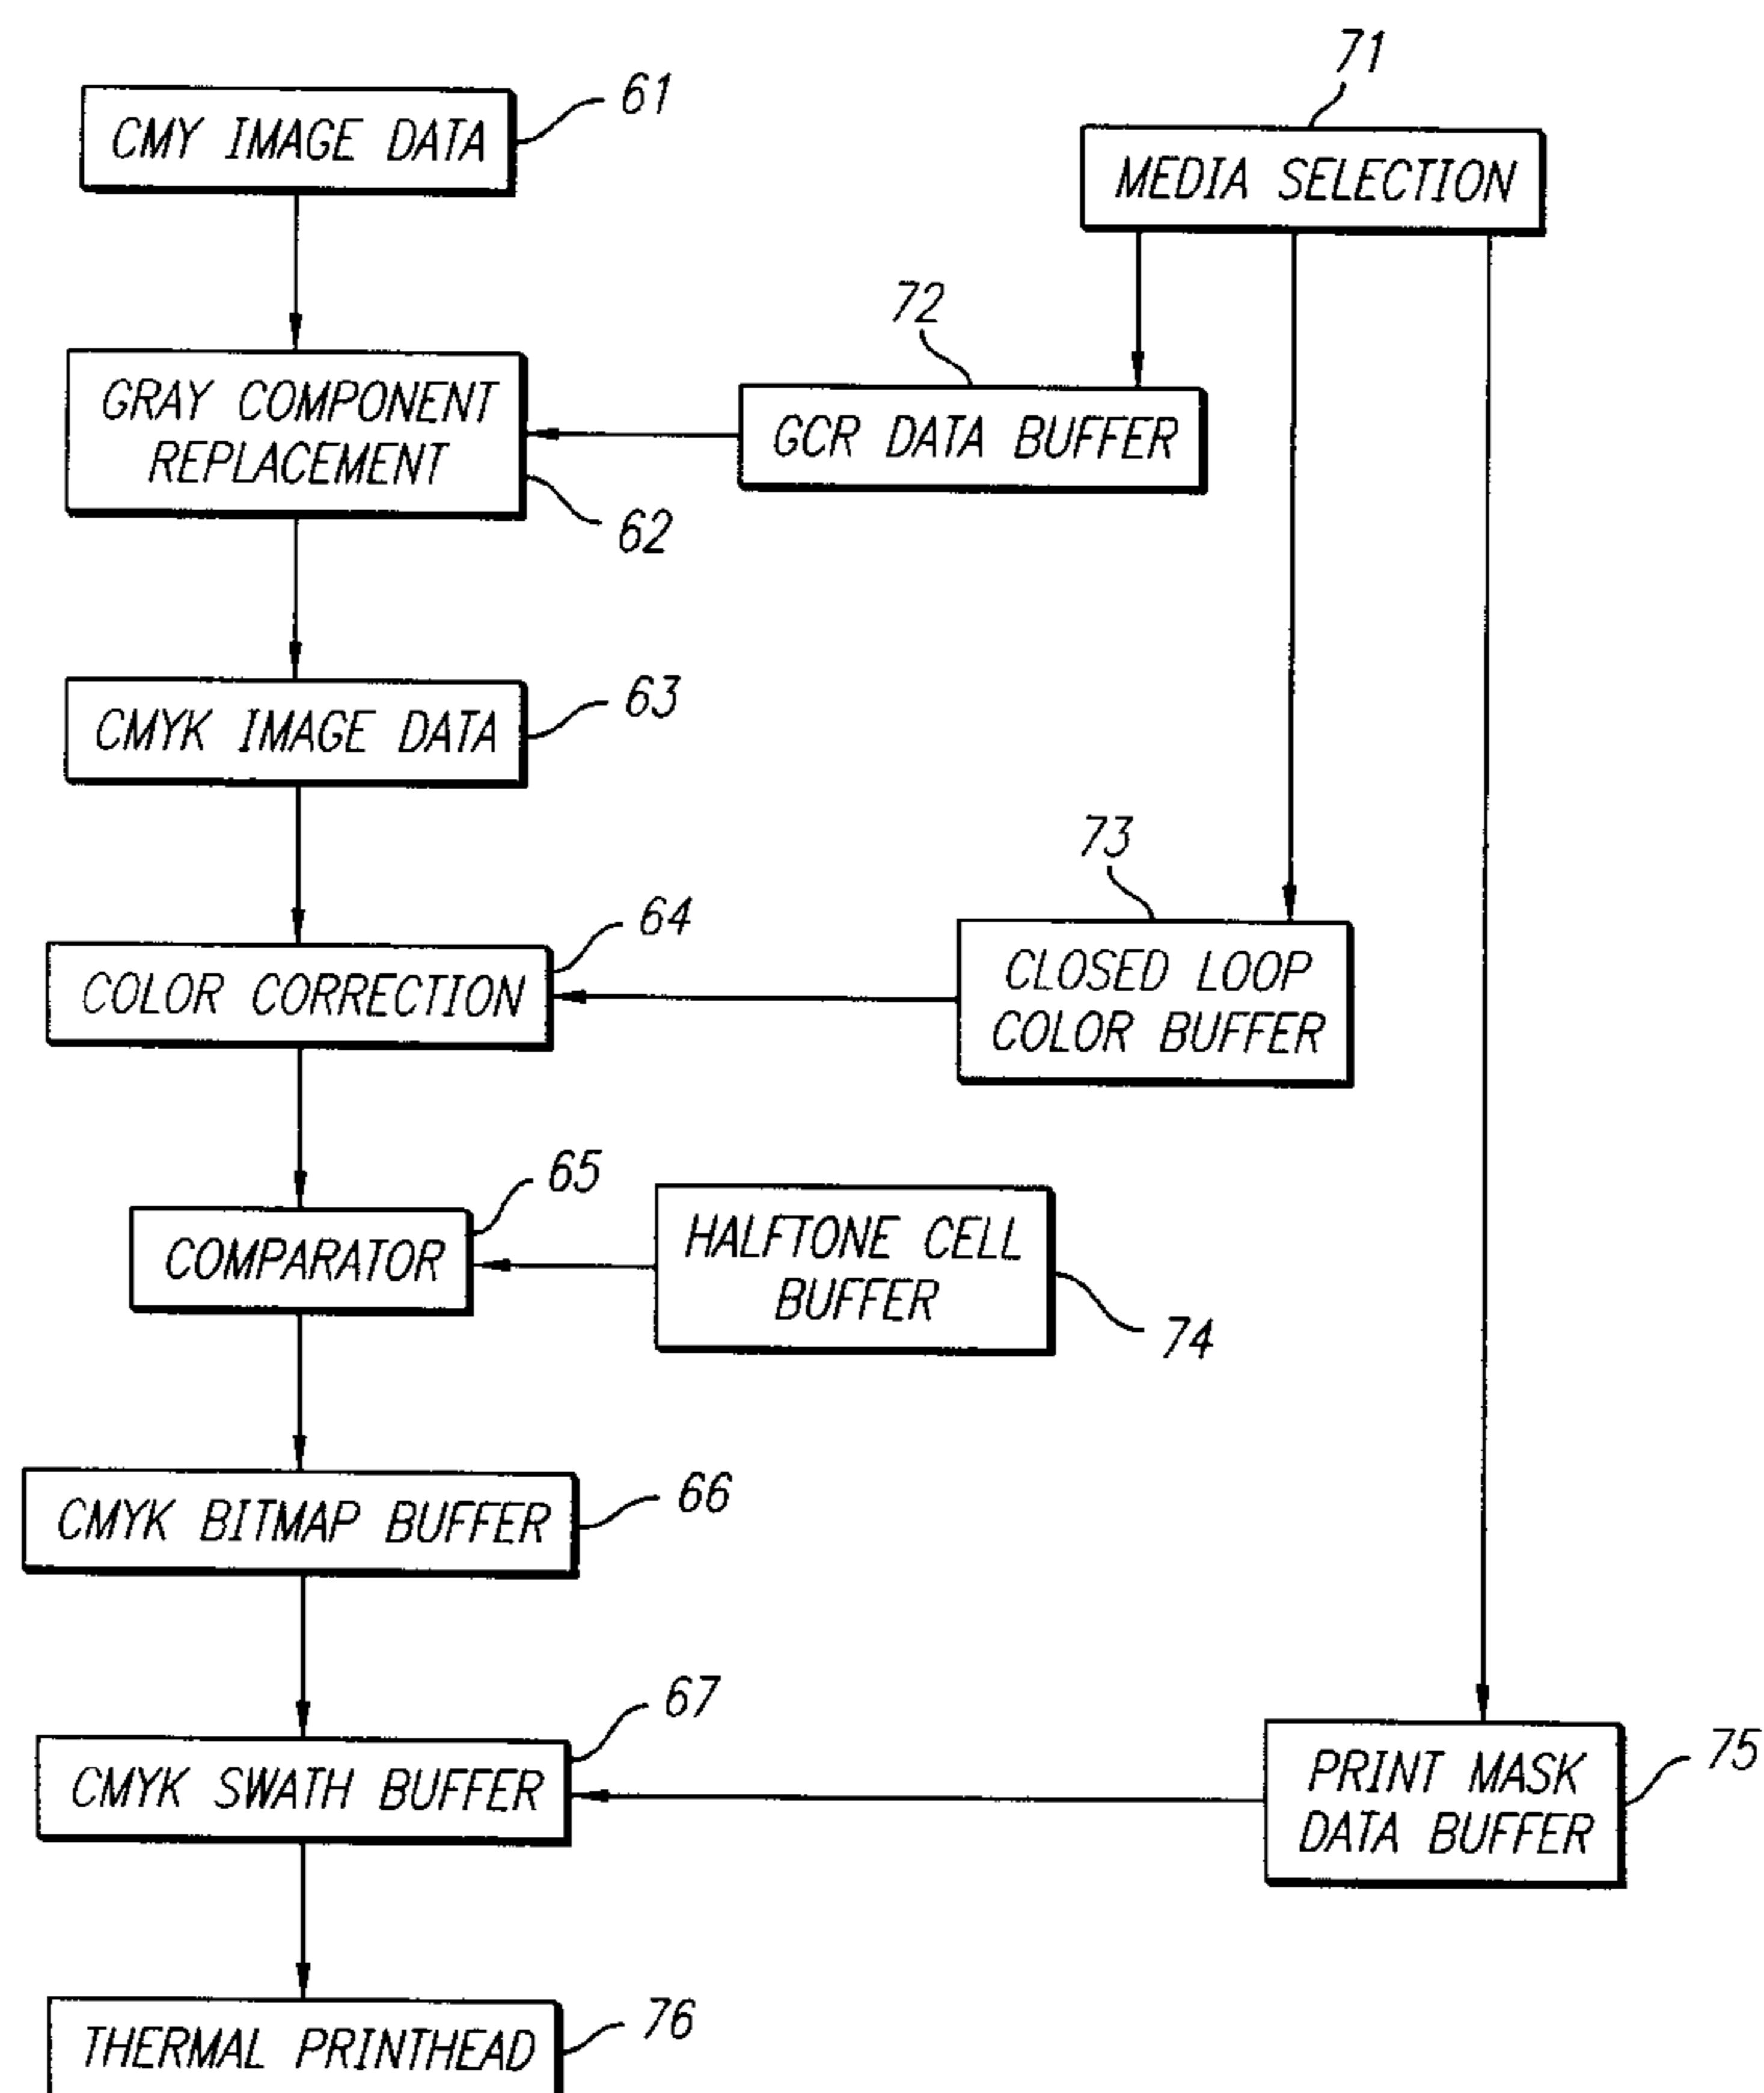 71
61
CMY IMAGE DATA
MEDIA SELECTION
72
GRAY COMPONENT
REPLACEMENT
GCR DATA BUFFER
62
63
CMYK IMAGE DATA
73
64
COLOR CORRECTION
CLOSED LOOP
COLOR BUFFER
65
COMPARATOR
HALFTONE CELL
BUFFER
74
66
CMYK BITMAP BUFFER
67
CMYK SWATH BUFFER
PRINT MASK
DATA BUFFER
75
76
THERMAL PRINTHEAD